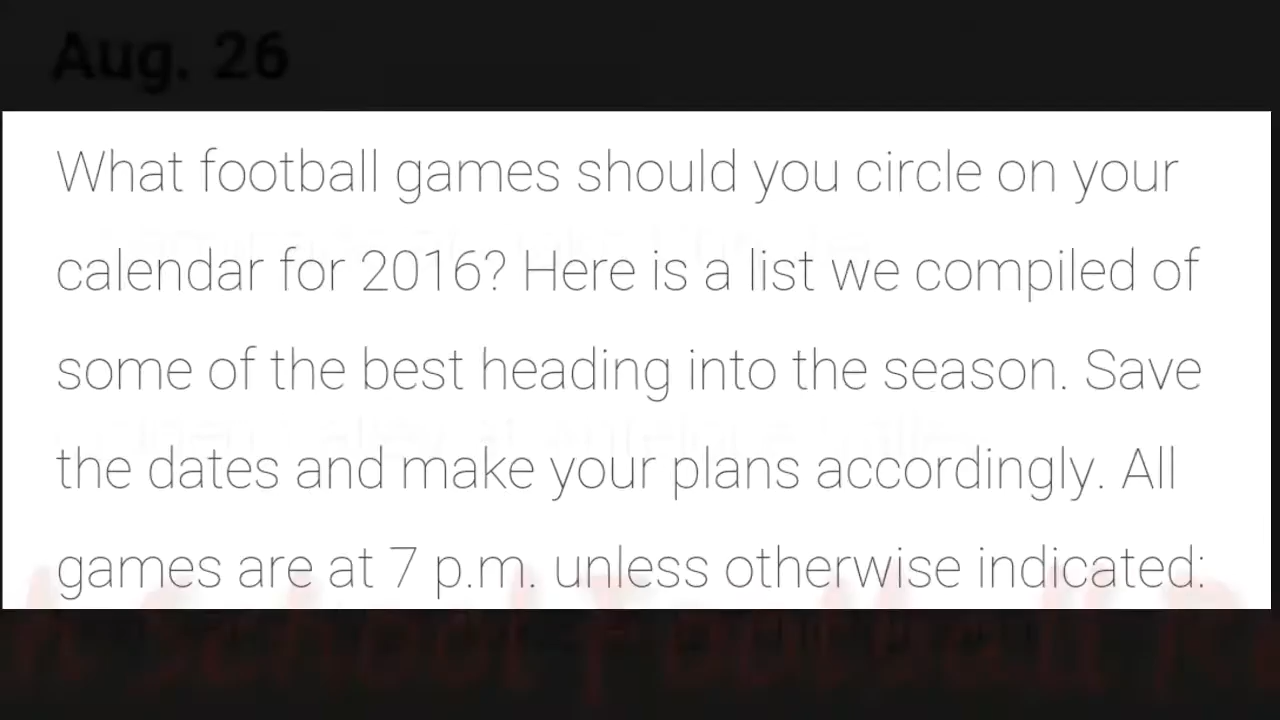 Aug. 26
What football games should you circle on your
calendar for 2016? Here is a list we compiled of
some of the best heading into the season. Save
the dates and make your plans accordingly. All
games are at 7 p.m. unless otherwise indicated:
School Football